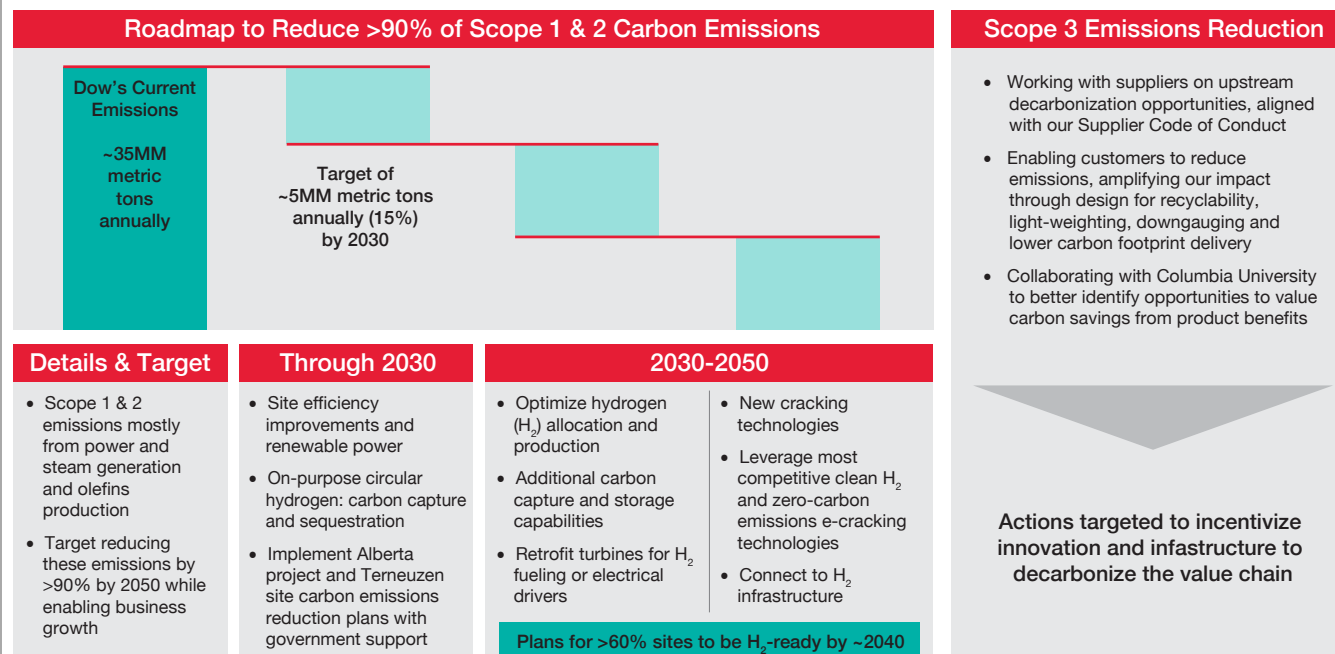 Roadmap to Reduce >90% of Scope 1 & 2 Carbon Emissions
Dow's Current
Emissions
~35MM
metric
tons
annually
Target of
~5MM metric tons
annually (15%)
by 2030
Details & Target
• Scope 1 & 2
emissions mostly
from power and
steam generation
and olefins
production
• Target reducing
these emissions by
>90% by 2050 while
enabling business
growth
Through 2030
• Site efficiency
improvements and
renewable power
• On-purpose circular
hydrogen: carbon capture
and sequestration
• Implement Alberta
project and Terneuzen
site carbon emissions
reduction plans with
government support
2030-2050
• Optimize hydrogen
(H₂) allocation and
production
• Additional carbon
capture and storage
capabilities
• Retrofit turbines for H₂
fueling or electrical
drivers
• New cracking
technologies
• Leverage most
competitive clean H₂
and zero-carbon
emissions e-cracking
technologies
• Connect to H₂
infrastructure
Plans for >60% sites to be H₂-ready by ~2040
Scope 3 Emissions Reduction
• Working with suppliers on upstream
decarbonization opportunities, aligned
with our Supplier Code of Conduct
• Enabling customers to reduce
emissions, amplifying our impact
through design for recyclability,
light-weighting, downgauging and
lower carbon footprint delivery
• Collaborating with Columbia University
to better identify opportunities to value
carbon savings from product benefits
Actions targeted to incentivize
innovation and infastructure to
decarbonize the value chain